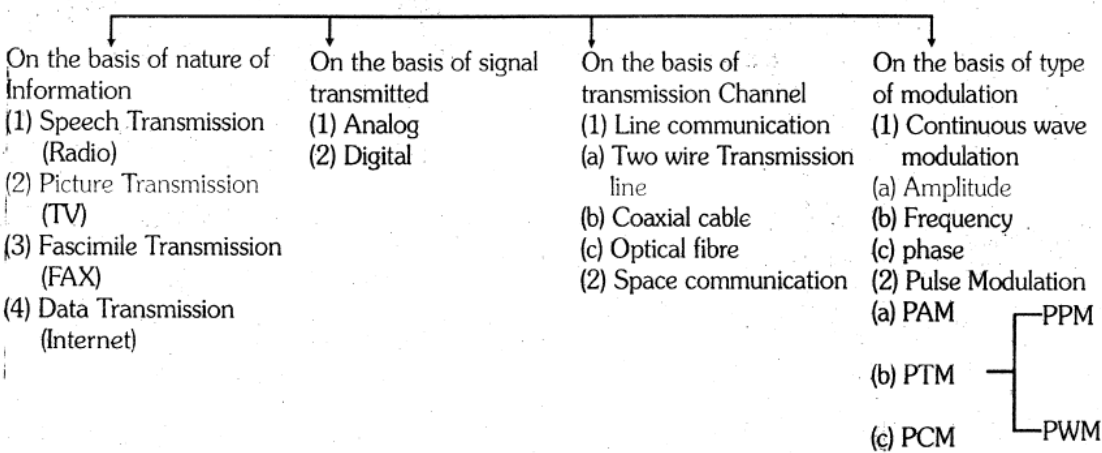 On the basis of nature of
Information
(1) Speech Transmission
(Radio)
(2) Picture Transmission
(TV)
(3) Fascimile Transmission
(FAX)
(4) Data Transmission
(Internet)
On the basis of signal
transmitted
(1) Analog
(2) Digital
On the basis of
transmission Channel
(1) Line communication
(a) Two wire Transmission
line
(b) Coaxial cable
(c) Optical fibre
(2) Space communication
On the basis of type
of modulation
(1) Continuous wave
modulation
(a) Amplitude
(b) Frequency
(c) phase
(2) Pulse Modulation
(a) PAM
(b) PTM
PPM
PWM
(c) PCM